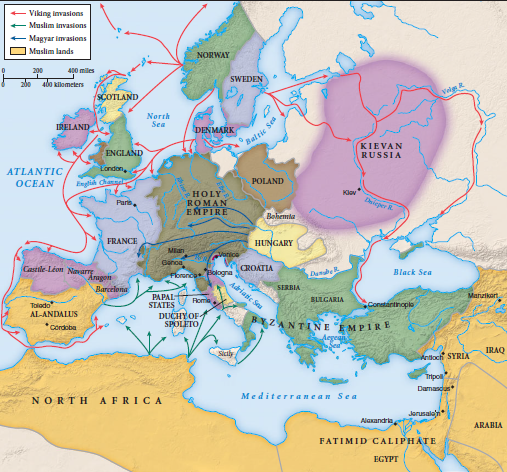 Viking invasions
Muslim invasions
Magyar invasions
Muslim lands
0 200 400 miles
0 200 400 kilometers
NORWAY
SWEDEN
SCOTLAND
North
Sea
IRELAND
DENMARK
Baltic Sea
Volga R.
KIEVAN
RUSSIA
ENGLAND
London
ATLANTIC
OCEAN
English Channel
HOLY
ROMAN
EMPIRE
POLAND
Kiev
Dnieper R.
Paris
Bohemia
FRANCE
HUNGARY
Milan
Venice
Genoa
CROATIA
Castile-León
Navarre
Aragon
Florence
Bologna
Danube R.
Black Sea
Barcelona
Adriatic Sea
SERBIA
BULGARIA
PAPAL
STATES
Rome
Toledo
AL-ANDALUS
Córdoba
DUCHY OF
SPOLETO
Constantinople
Manzikert
BYZANTINE EMPIRE
Aegean
Sea
Sicily
Antioch
SYRIA
IRAQ
Tripoli
Damascus
NORTH AFRICA
Mediterranean Sea
Jerusalem
Alexandria
ARABIA
FATIMID CALIPHATE
EGYPT